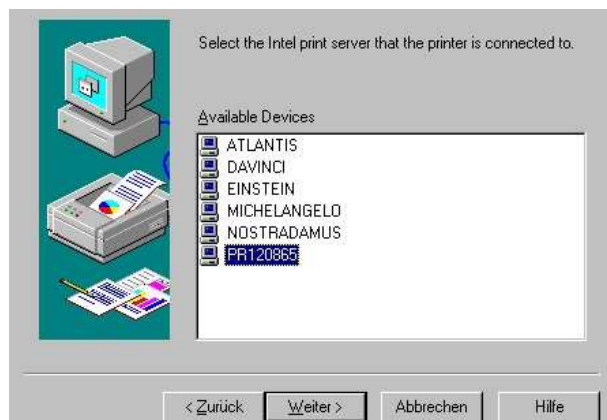 Select the Intel print server that the printer is connected to.
Available Devices
ATLANTIS
DAVINCI
EINSTEIN
MICHELANGELO
NOSTRADAMUS
PR120865
< Zurück Weiter > Abbrechen Hilfe